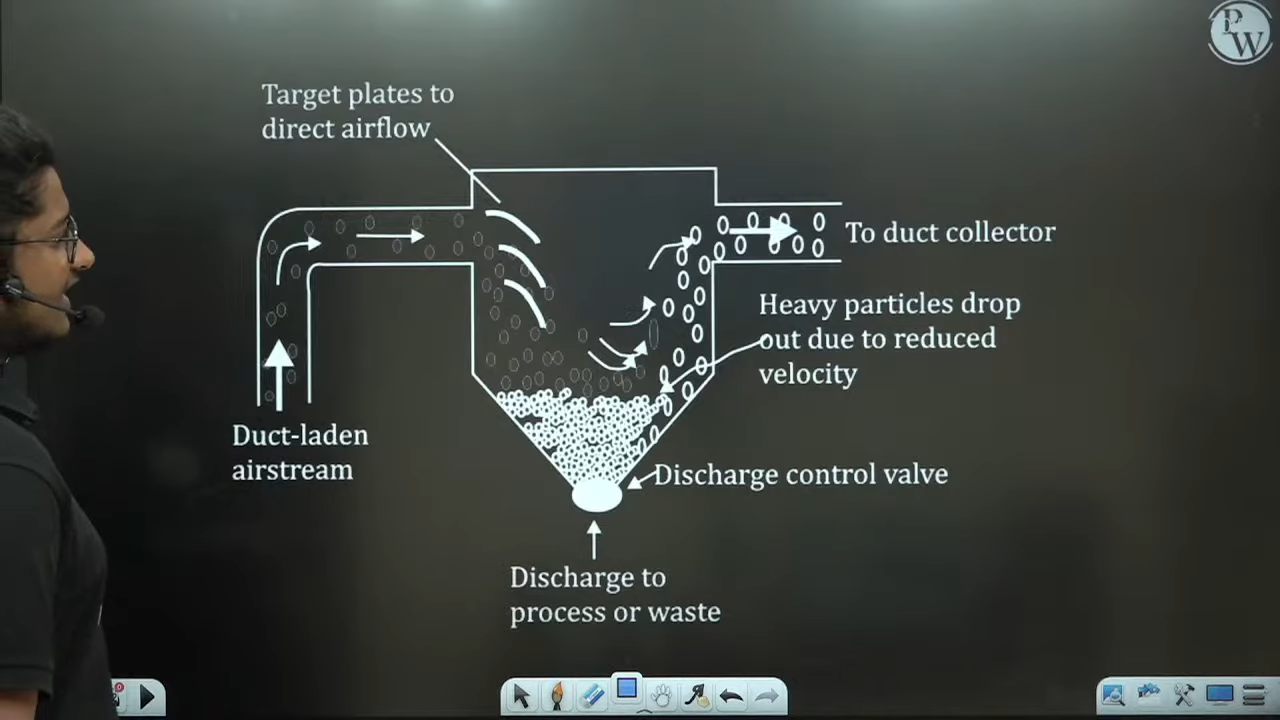 PW
Target plates to
direct airflow
To duct collector
Heavy particles drop
out due to reduced
velocity
Duct-laden
airstream
Discharge control valve
Discharge to
process or waste